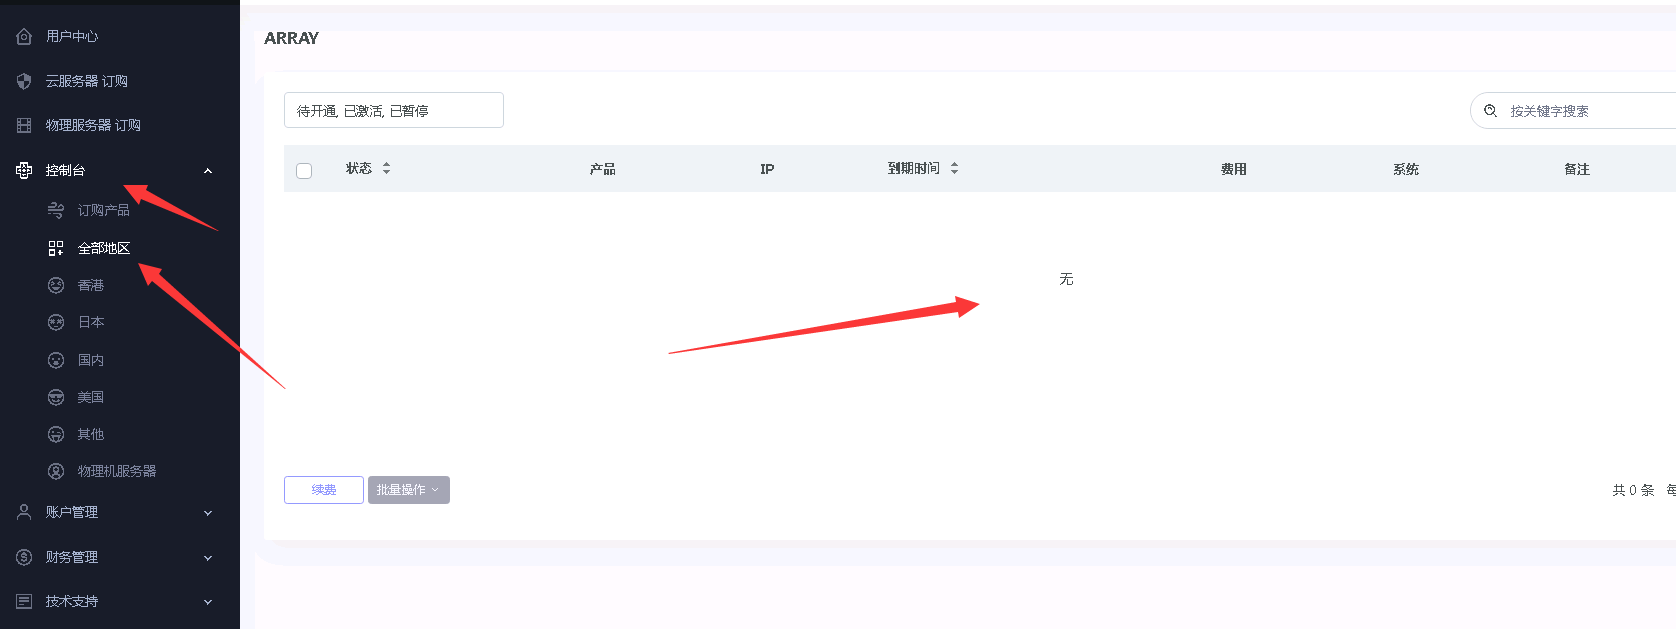 用户中心
云服务器 订购
物理服务器 订购
控制台
订购产品
全部地区
香港
日本
国内
美国
其他
物理机服务器
账户管理
财务管理
技术支持
ARRAY
待开通, 已激活, 已暂停
按关键字搜索
状态 产品 IP 到期时间 费用 系统 备注
无
续费 批量操作
共 0 条 每